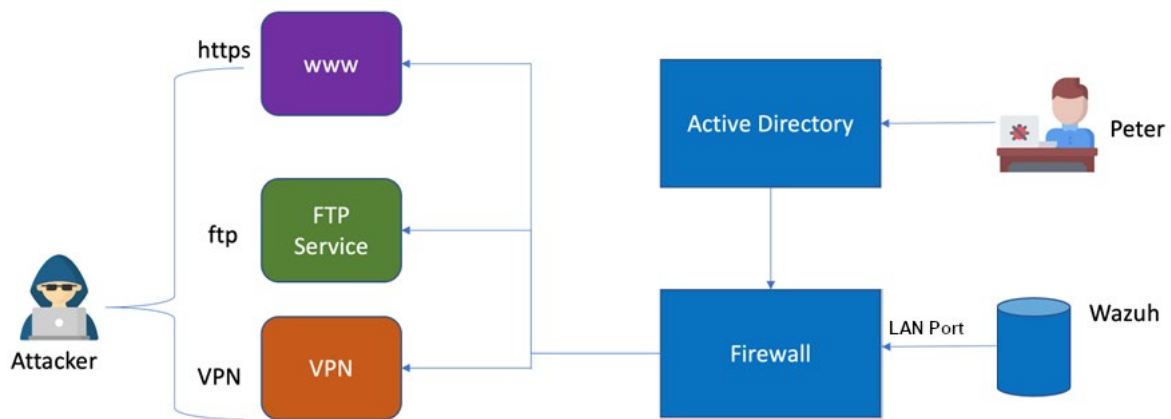 https
www
Active Directory
Peter
ftp
FTP
Service
Attacker
VPN
VPN
Firewall
LAN Port
Wazuh